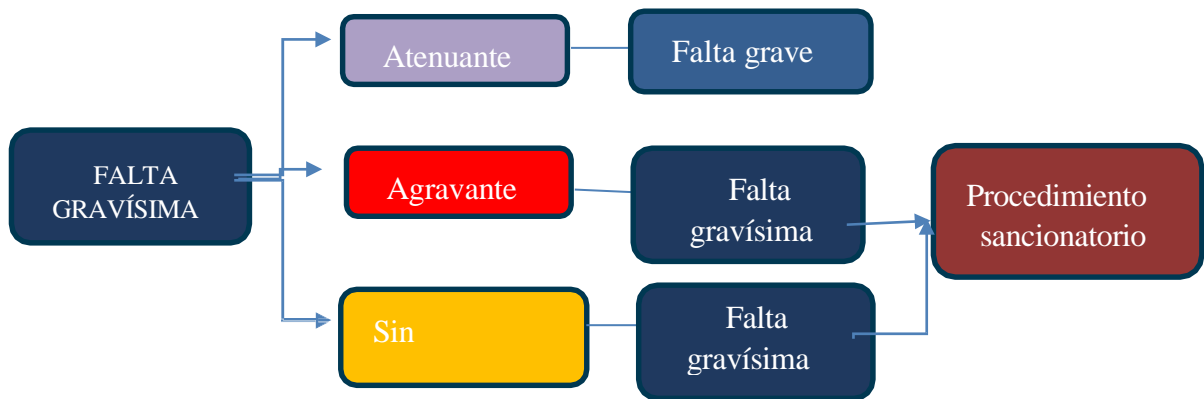 FALTA
GRAVÍSIMA
Atenuante
Falta grave
Agravante
Falta
gravísima
Sin
Falta
gravísima
Procedimiento
sancionatorio